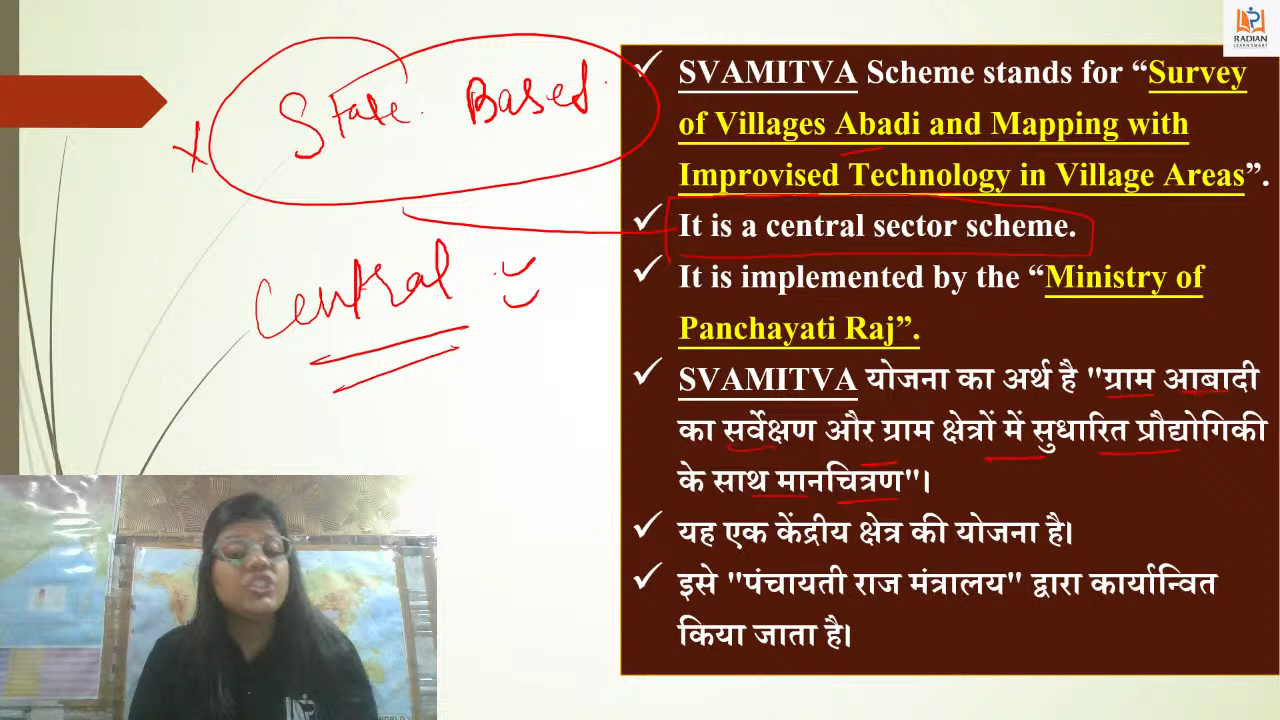 RADIAN
LEARN SMART
State Based
Central
✓ SVAMITVA Scheme stands for “Survey
of Villages Abadi and Mapping with
Improvised Technology in Village Areas”.
✓ It is a central sector scheme.
✓ It is implemented by the “Ministry of
Panchayati Raj”.
✓ SVAMITVA योजना का अर्थ है "ग्राम आबादी
का सर्वेक्षण और ग्राम क्षेत्रों में सुधारित प्रौद्योगिकी
के साथ मानचित्रण"।
✓ यह एक केंद्रीय क्षेत्र की योजना है।
✓ इसे "पंचायती राज मंत्रालय" द्वारा कार्यान्वित
किया जाता है।